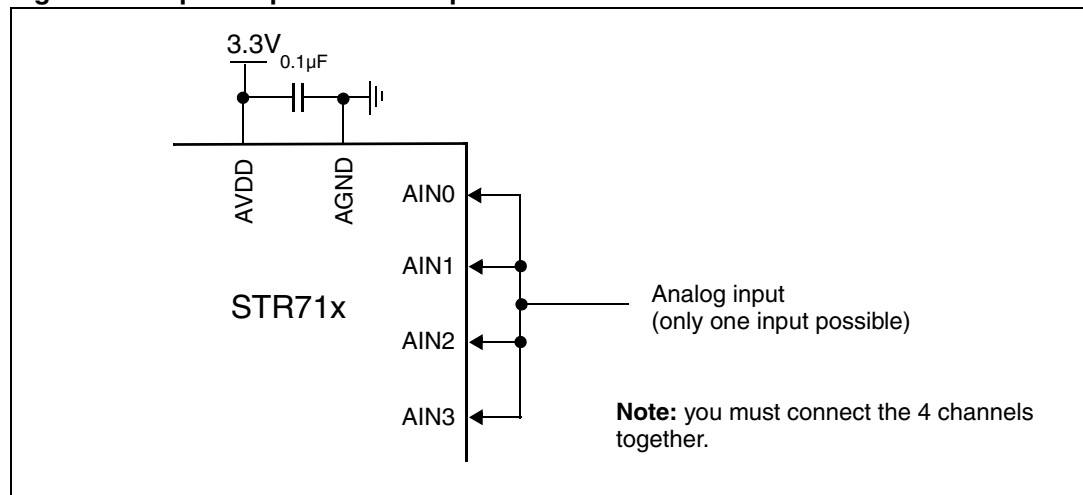 3.3V
0.1µF
AVDD
AGND
AIN0
AIN1
STR71x
Analog input
(only one input possible)
AIN2
AIN3
Note: you must connect the 4 channels
together.